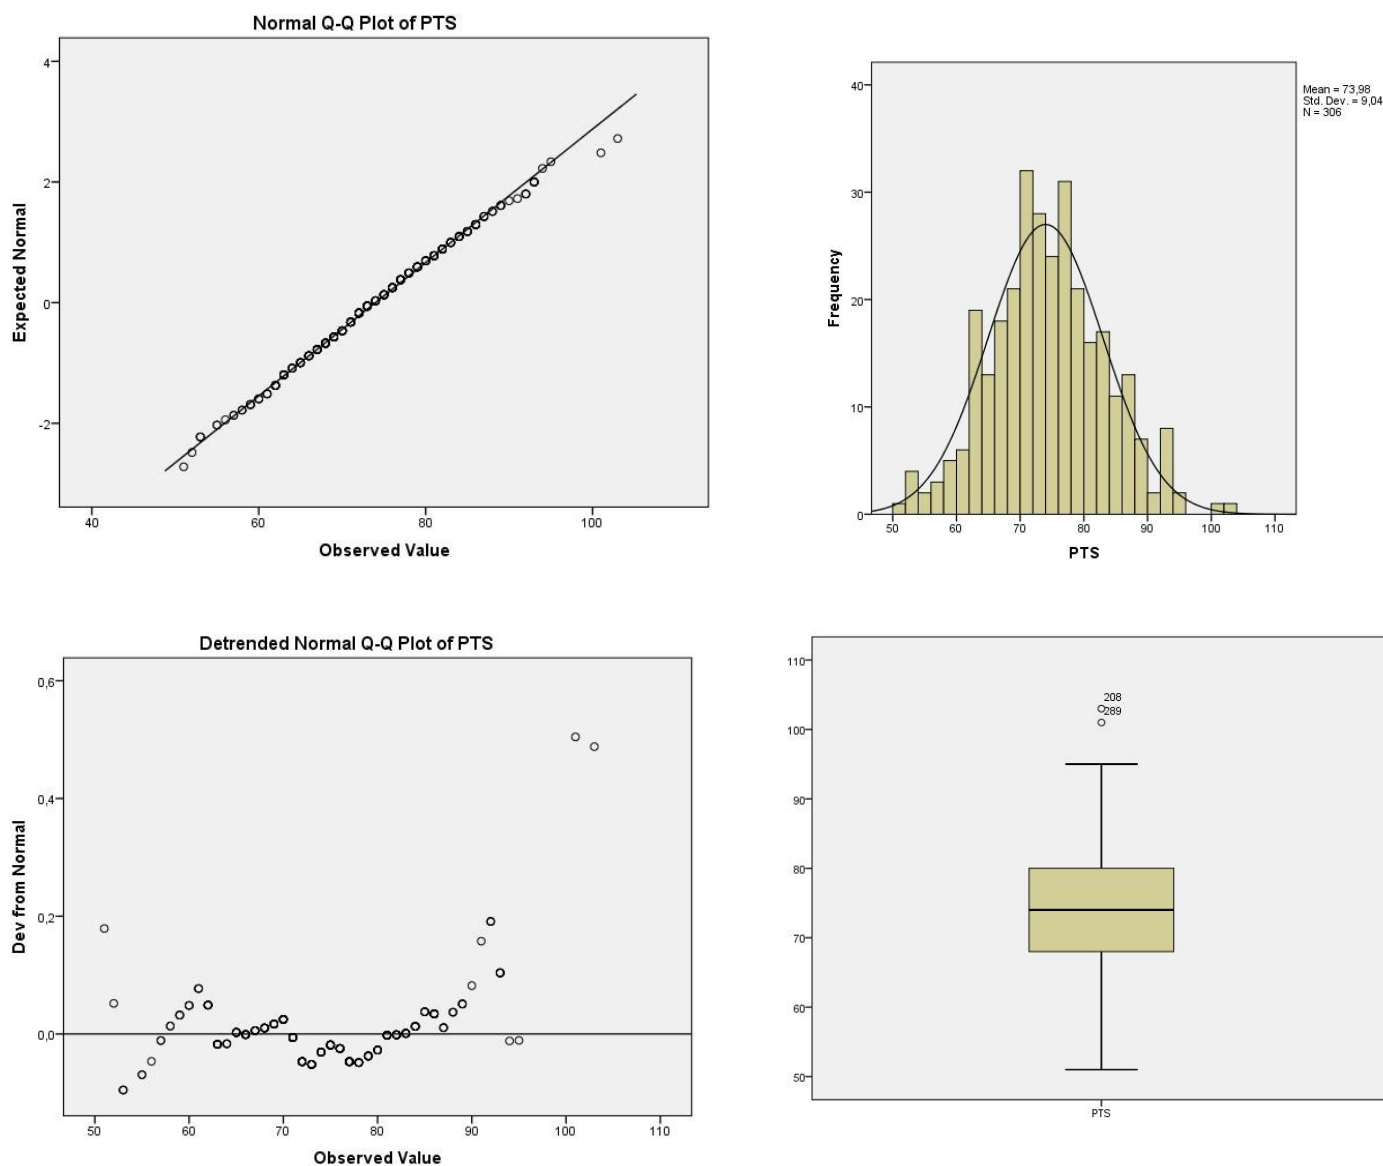 Normal Q-Q Plot of PTS
4
2
0
-2
Expected Normal
40 60 80 100
Observed Value
40
30
20
10
0
Frequency
50 60 70 80 90 100 110
PTS
Mean = 73,98
Std. Dev. = 9,04
N = 306
Detrended Normal Q-Q Plot of PTS
0,6
0,4
0,2
0,0
Dev from Normal
50 60 70 80 90 100 110
Observed Value
110
100
90
80
70
60
50
208
289
PTS